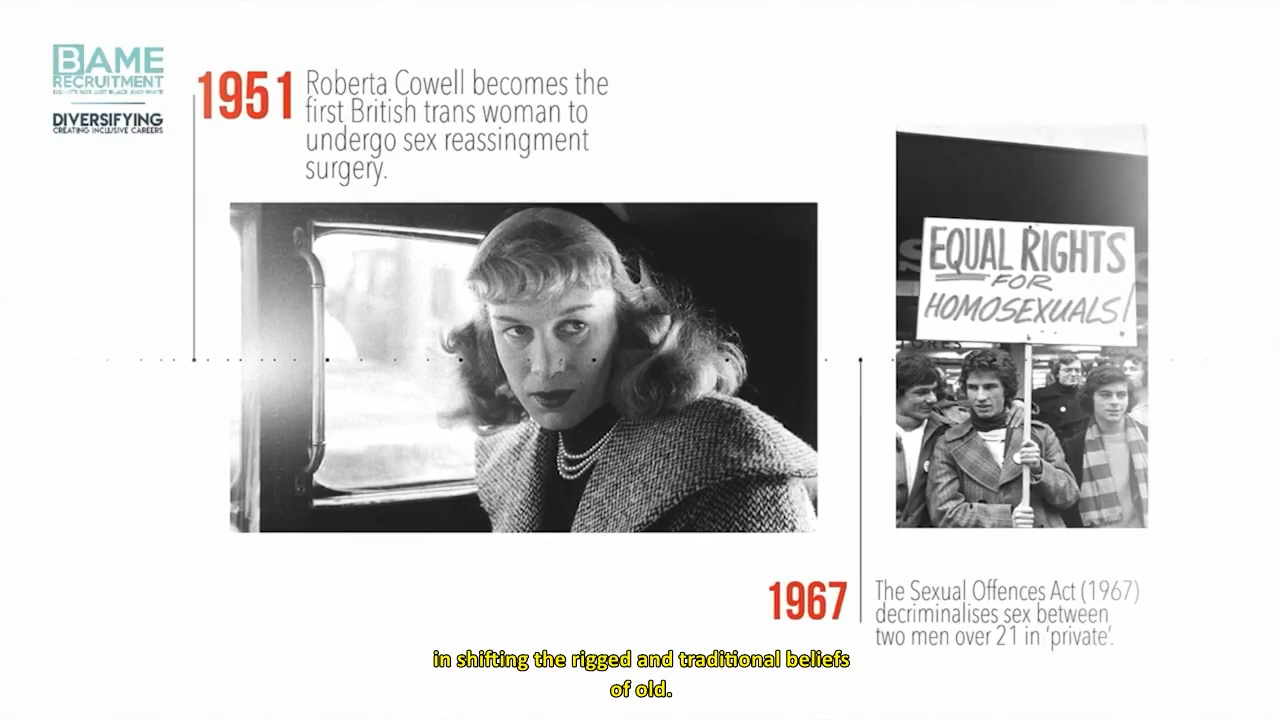 BAME
RECRUITMENT
DIVERSIFYING
CREATING INCLUSIVE CAREERS
1951
Roberta Cowell becomes the
first British trans woman to
undergo sex reassingment
surgery.
EQUAL RIGHTS
FOR
HOMOSEXUALS!
1967
The Sexual Offences Act (1967)
decriminalises sex between
two men over 21 in 'private'.
in shifting the rigged and traditional beliefs
of old.